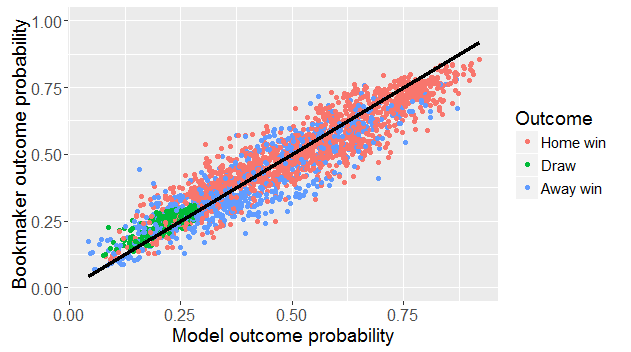 Bookmaker outcome probability
1.00
0.75
0.50
0.25
0.00
0.00
0.25
0.50
0.75
Model outcome probability
Outcome
Home win
Draw
Away win